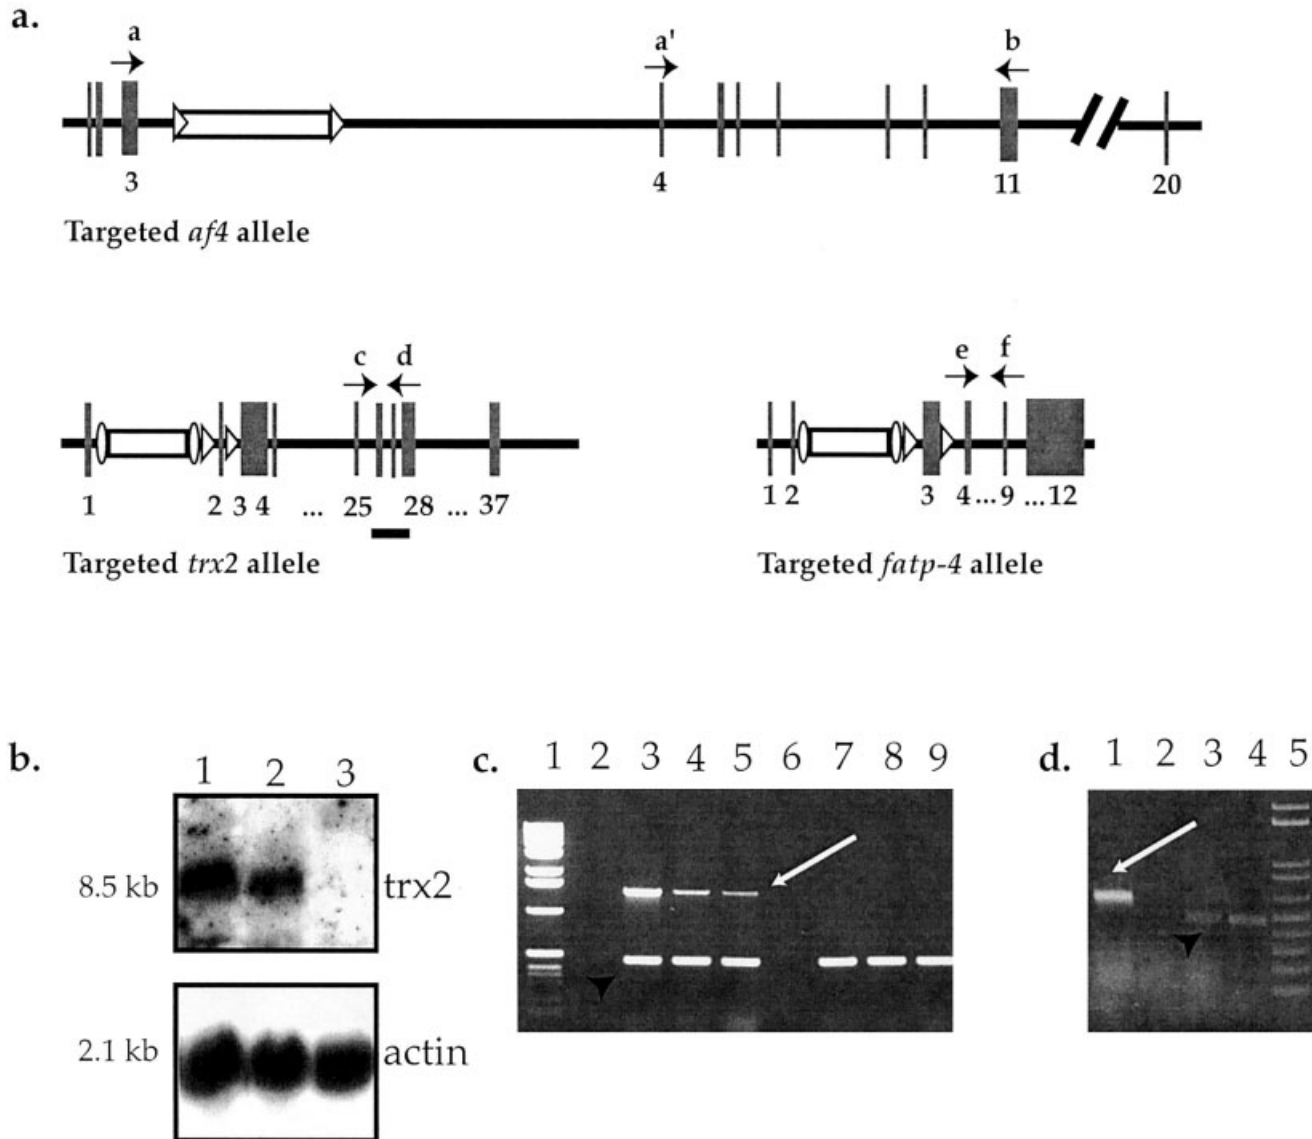 a.
a a' b
3 4 11 20
Targeted af4 allele
c d
1 2 3 4 ... 25 28 ... 37
Targeted trx2 allele
e f
1 2 3 4 ... 9 ... 12
Targeted fatp-4 allele
b.
1 2 3
8.5 kb trx2
2.1 kb actin
c.
1 2 3 4 5 6 7 8 9
d.
1 2 3 4 5